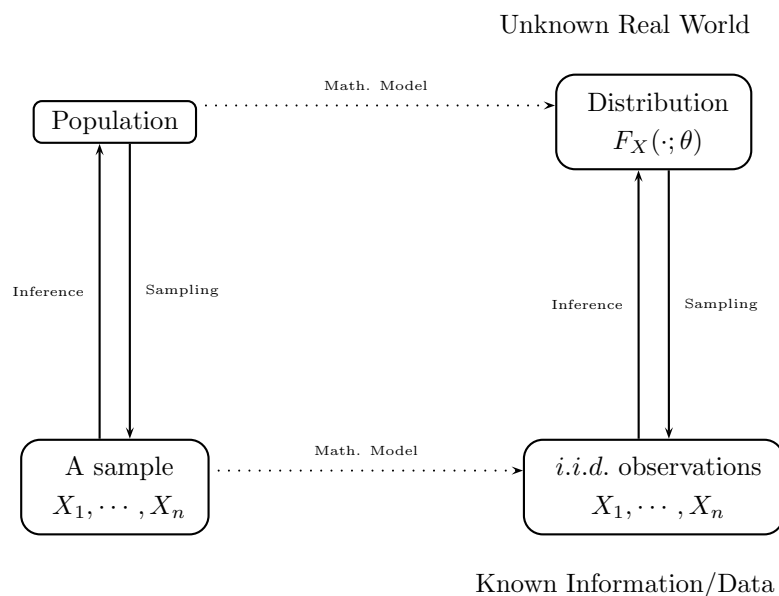 Unknown Real World
Math. Model
Population
Distribution
F_X(·; θ)
Inference
Sampling
Inference
Sampling
Math. Model
A sample
X_1, ⋯ , X_n
i.i.d. observations
X_1, ⋯ , X_n
Known Information/Data